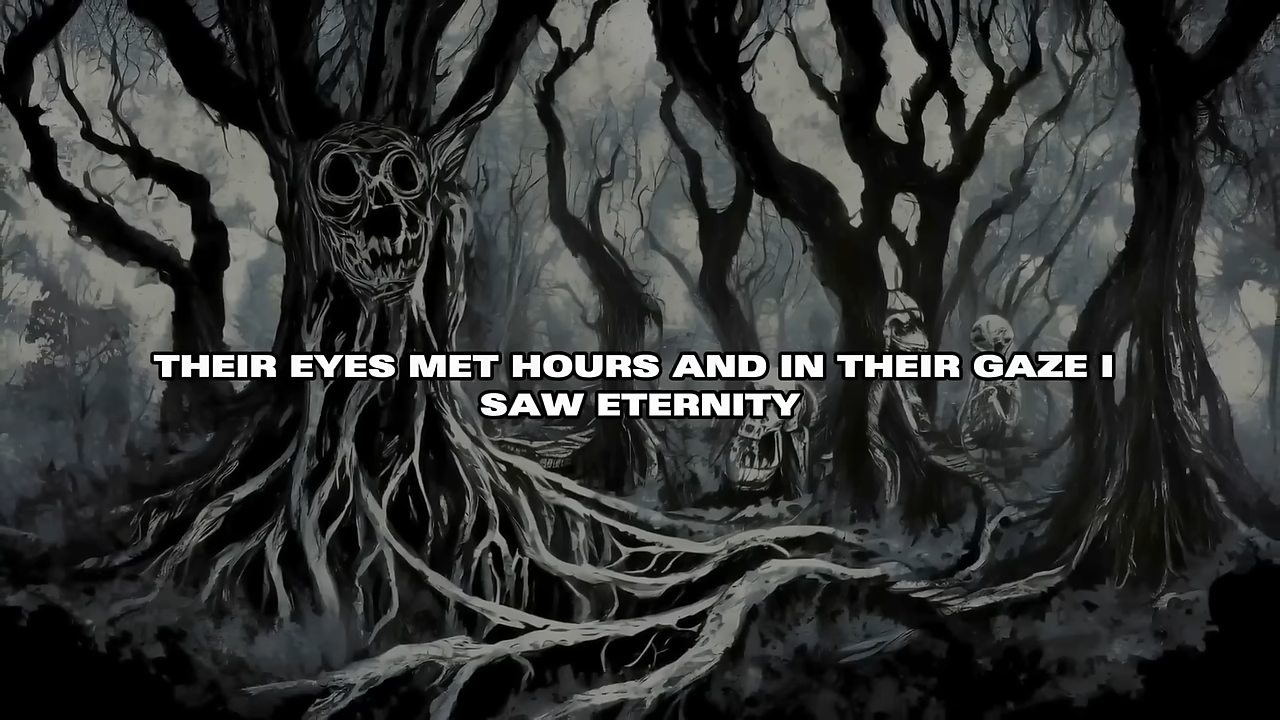 THEIR EYES MET HOURS AND IN THEIR GAZE I
SAW ETERNITY